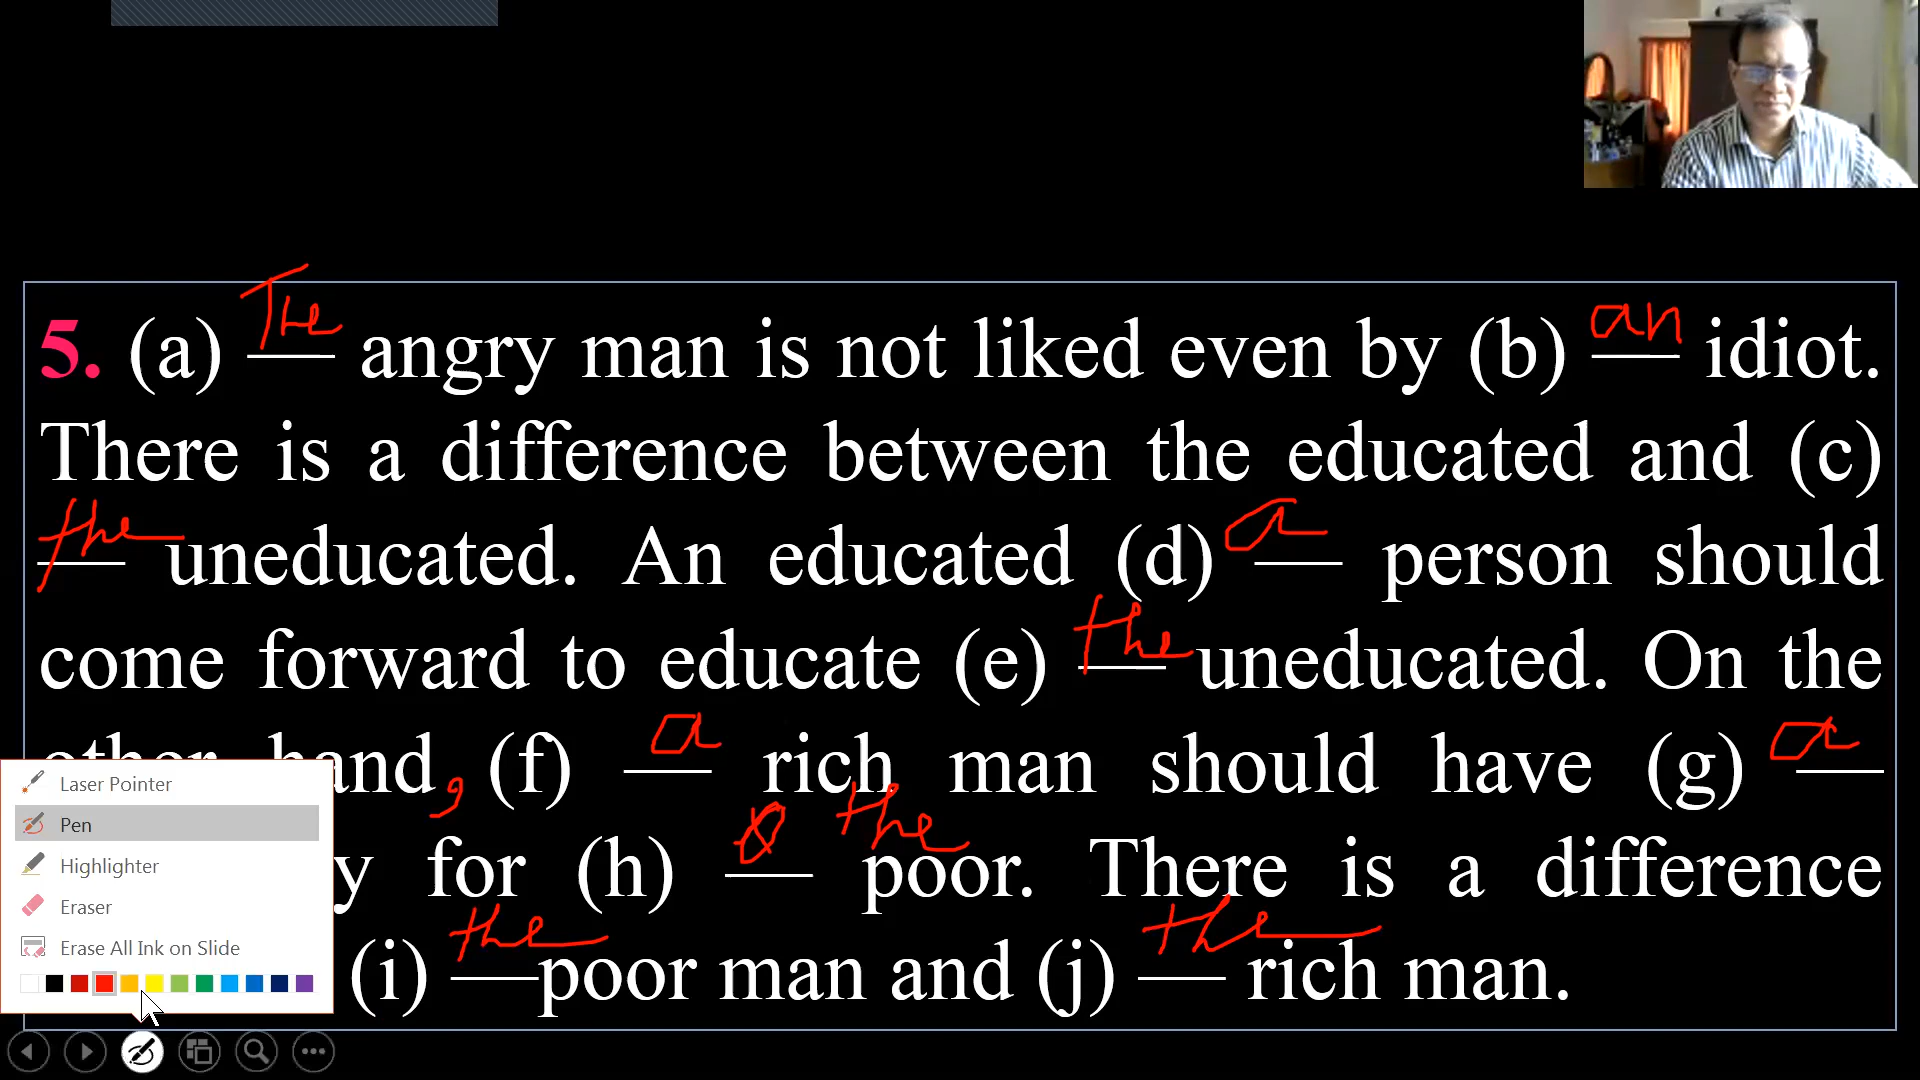 The an
5. (a) angry man is not liked even by (b) idiot.
There is a difference between the educated and (c)
the uneducated. An educated (d) a person should
come forward to educate (e) the uneducated. On the
other hand, (f) a rich man should have (g) a
y for (h) the poor. There is a difference
(i) the poor man and (j) the rich man.
Laser Pointer
Pen
Highlighter
Eraser
Erase All Ink on Slide